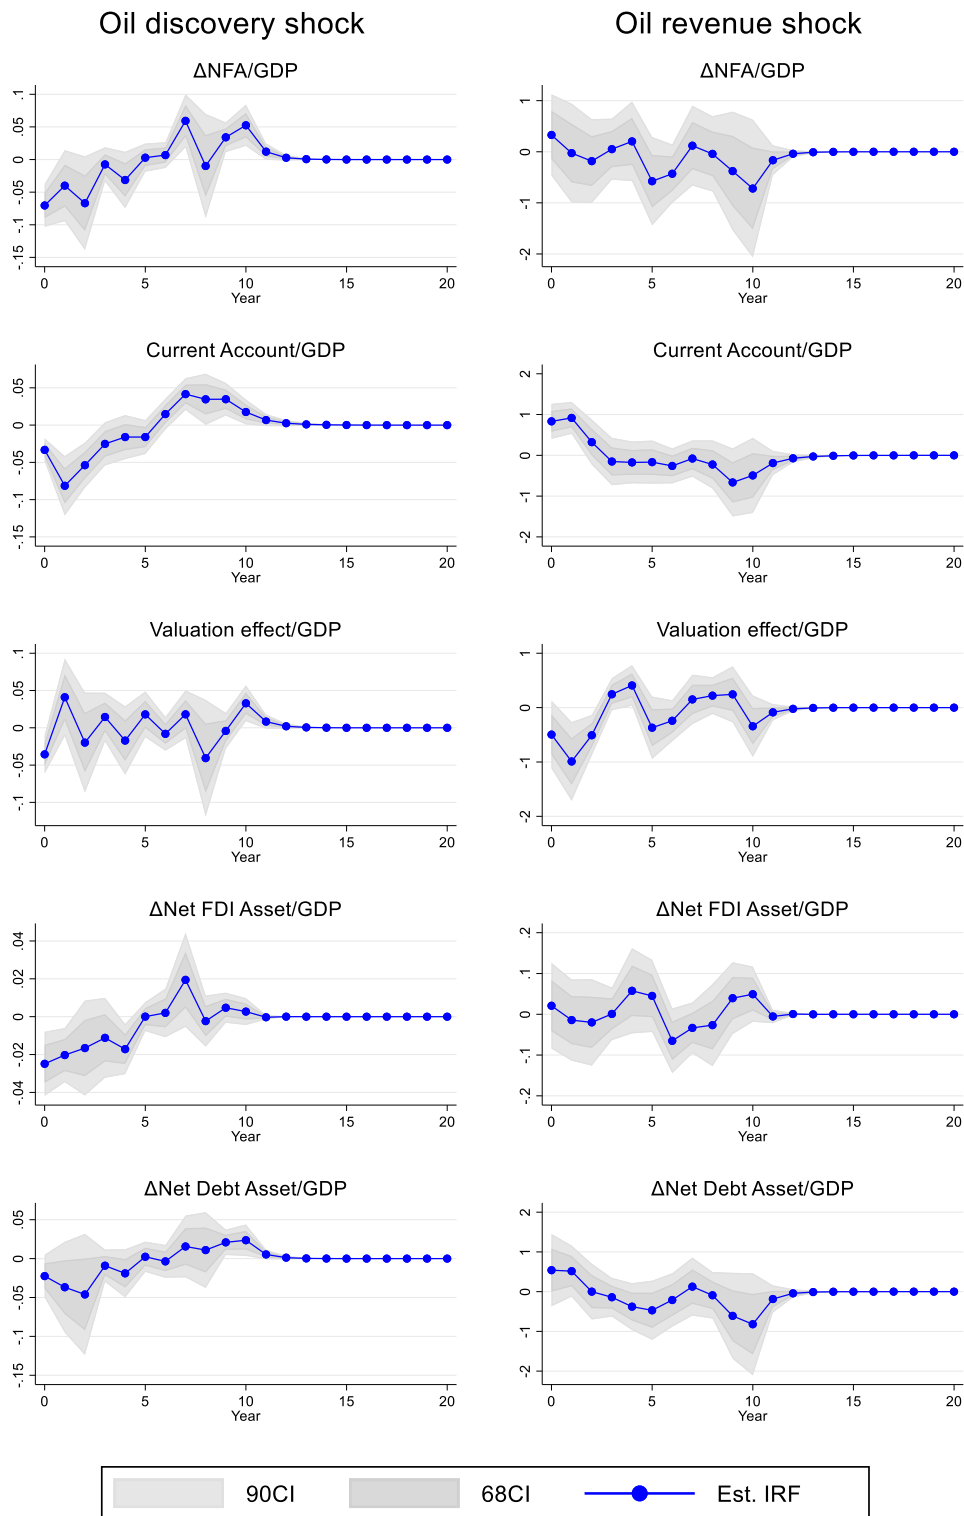 Oil discovery shock
Oil revenue shock
ΔNFA/GDP
.1
.05
0
-.05
-.1
-.15
0 5 10 15 20
Year
ΔNFA/GDP
1
0
-1
-2
0 5 10 15 20
Year
Current Account/GDP
.05
0
-.05
-.1
-.15
0 5 10 15 20
Year
Current Account/GDP
2
1
0
-1
-2
0 5 10 15 20
Year
Valuation effect/GDP
.1
.05
0
-.05
-.1
0 5 10 15 20
Year
Valuation effect/GDP
1
0
-1
-2
0 5 10 15 20
Year
ΔNet FDI Asset/GDP
.04
.02
0
-.02
-.04
0 5 10 15 20
Year
ΔNet FDI Asset/GDP
.2
.1
0
-.1
-.2
0 5 10 15 20
Year
ΔNet Debt Asset/GDP
.05
0
-.05
-.1
-.15
0 5 10 15 20
Year
ΔNet Debt Asset/GDP
2
1
0
-1
-2
0 5 10 15 20
Year
90CI 68CI Est. IRF